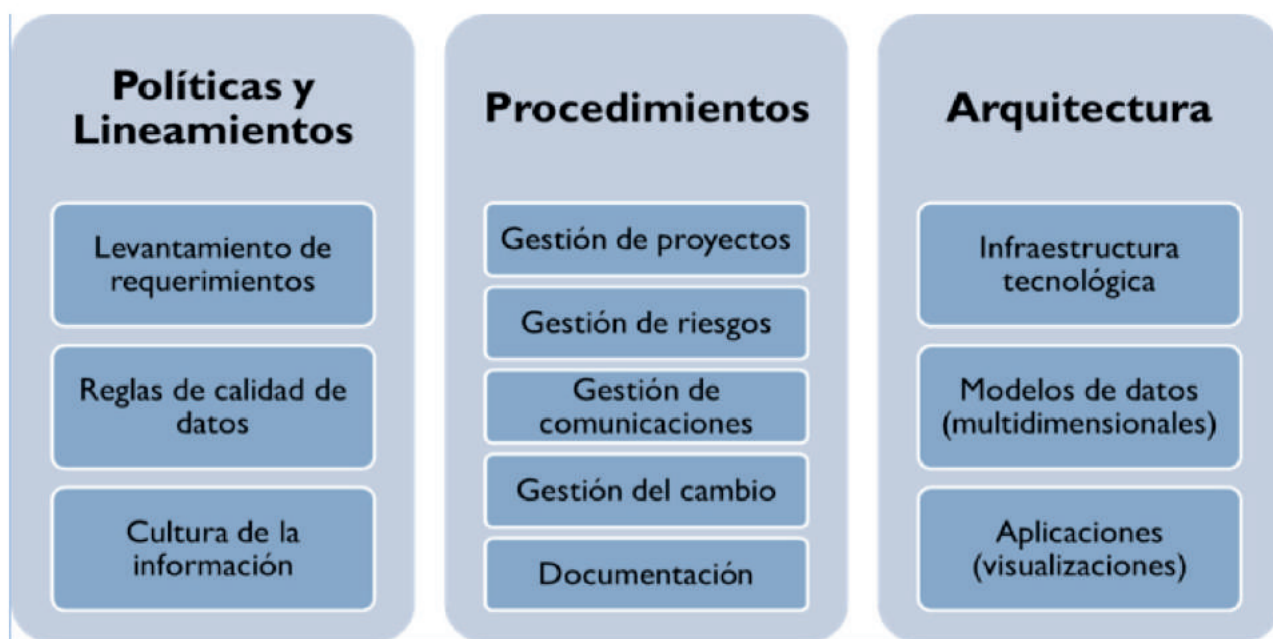 Políticas y
Lineamientos
Levantamiento de
requerimientos
Reglas de calidad de
datos
Cultura de la
información
Procedimientos
Gestión de proyectos
Gestión de riesgos
Gestión de
comunicaciones
Gestión del cambio
Documentación
Arquitectura
Infraestructura
tecnológica
Modelos de datos
(multidimensionales)
Aplicaciones
(visualizaciones)